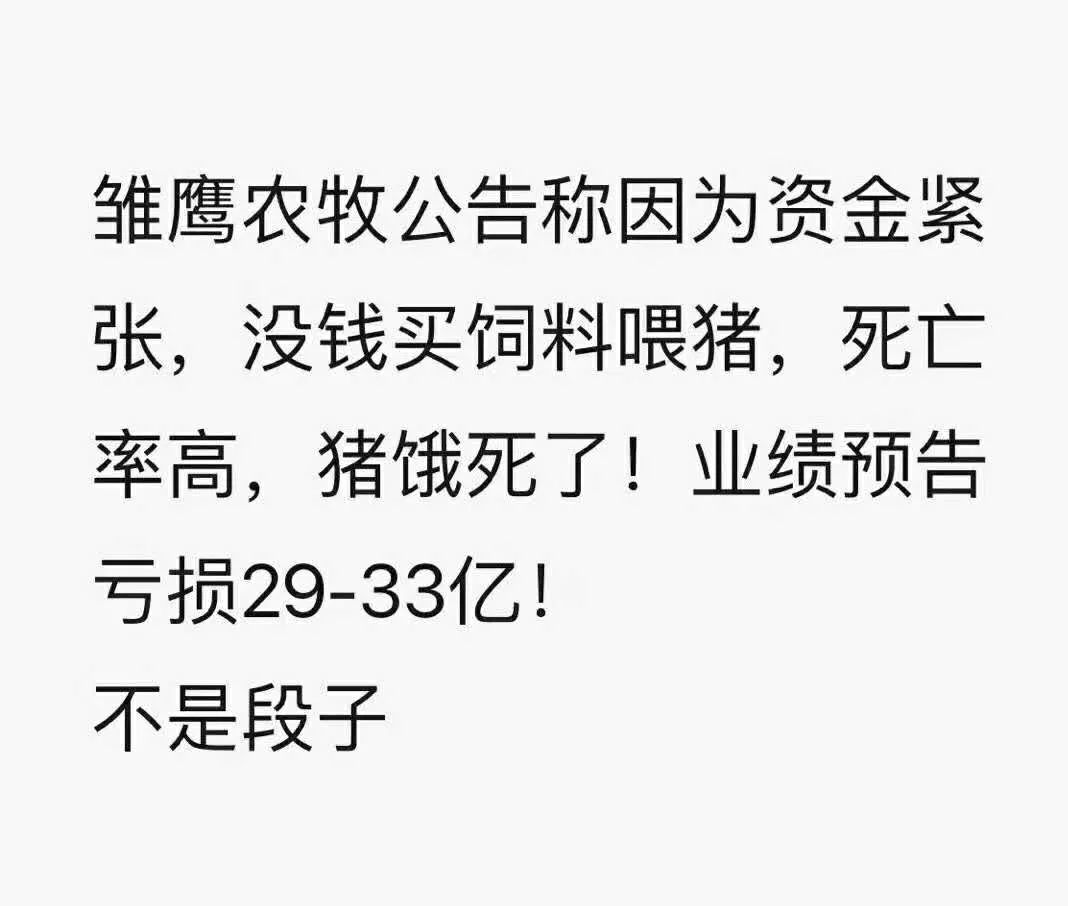 雏鹰农牧公告称因为资金紧
张，没钱买饲料喂猪，死亡
率高，猪饿死了！业绩预告
亏损29-33亿！
不是段子